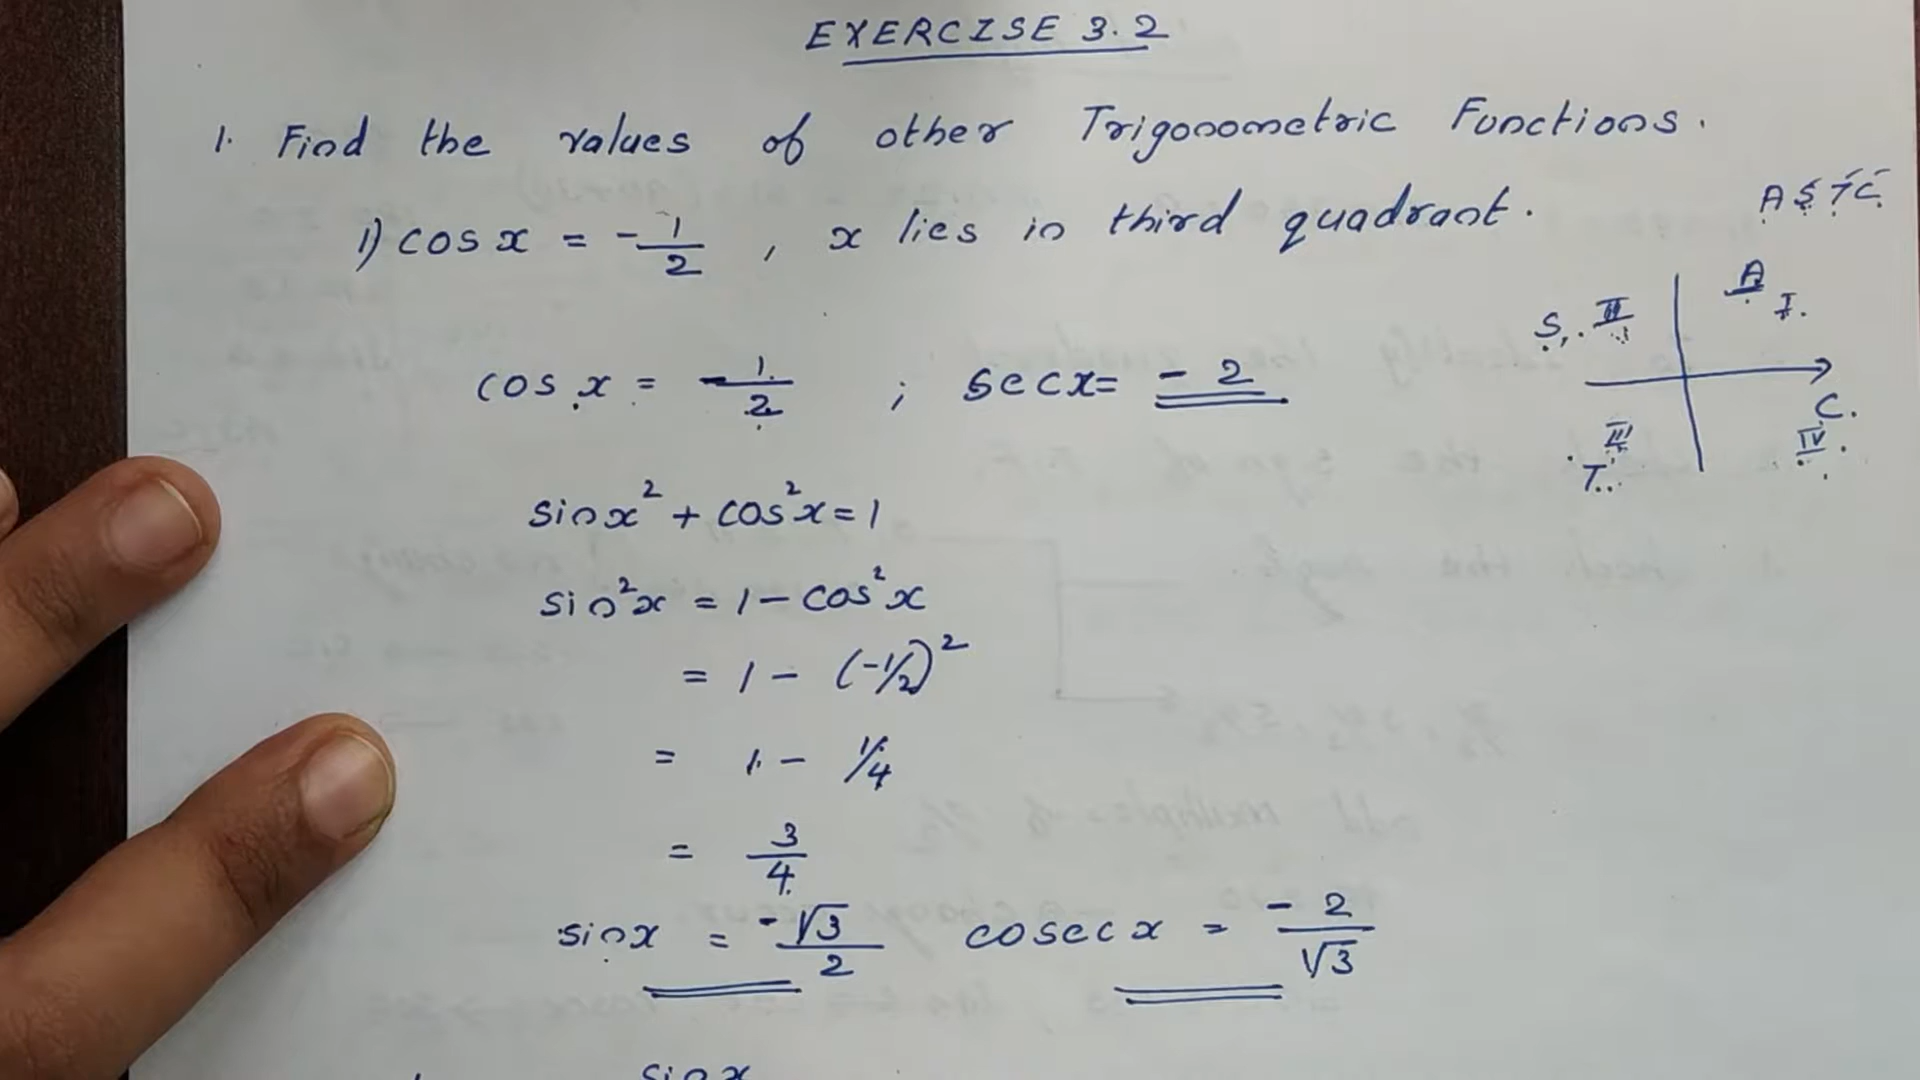 EXERCISE 3.2
1. Find the values of other Trigonometric Functions.
i) cos x = -1/2 , x lies in third quadrant.
A S T C
S, II
A
I.
III
T..
C.
IV.
cos x = -1/2 ; sec x = -2
sin x² + cos²x = 1
sin²x = 1 - cos²x
= 1 - (-1/2)²
= 1 - 1/4
= 3/4
sin x = -√3/2 cosec x = -2/√3
sin x